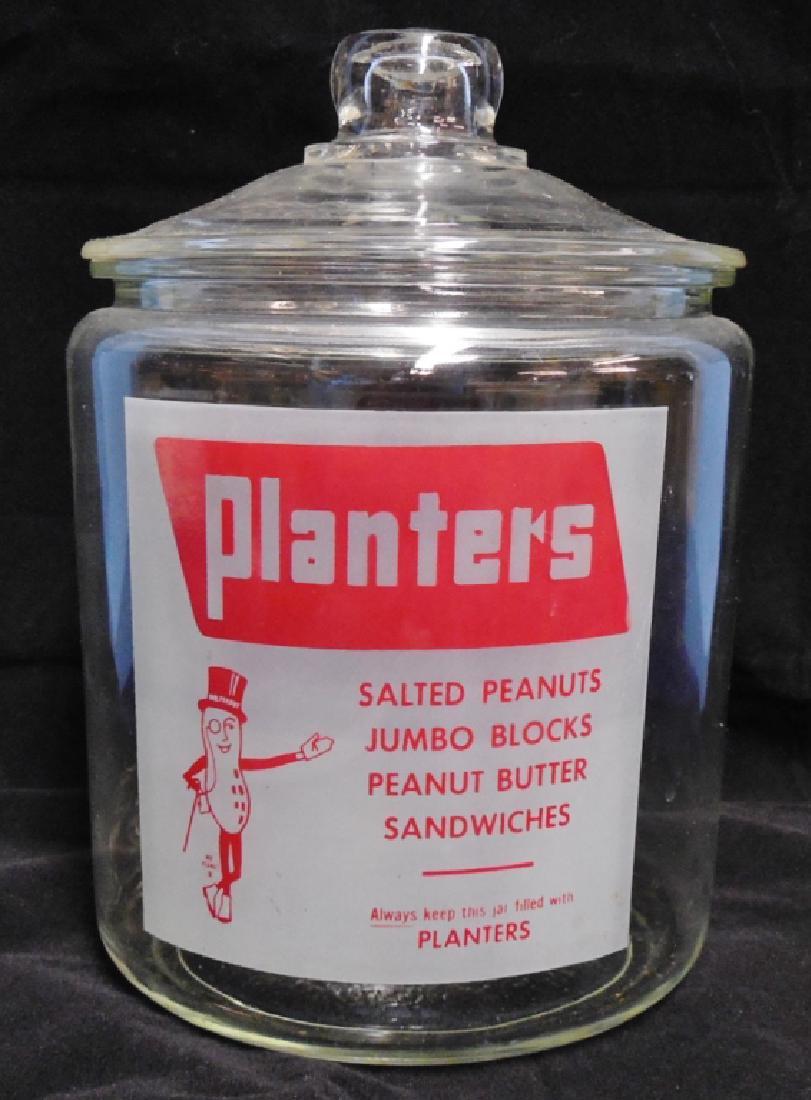 Planters
SALTED PEANUTS
JUMBO BLOCKS
PEANUT BUTTER
SANDWICHES
Always keep this jar filled with
PLANTERS